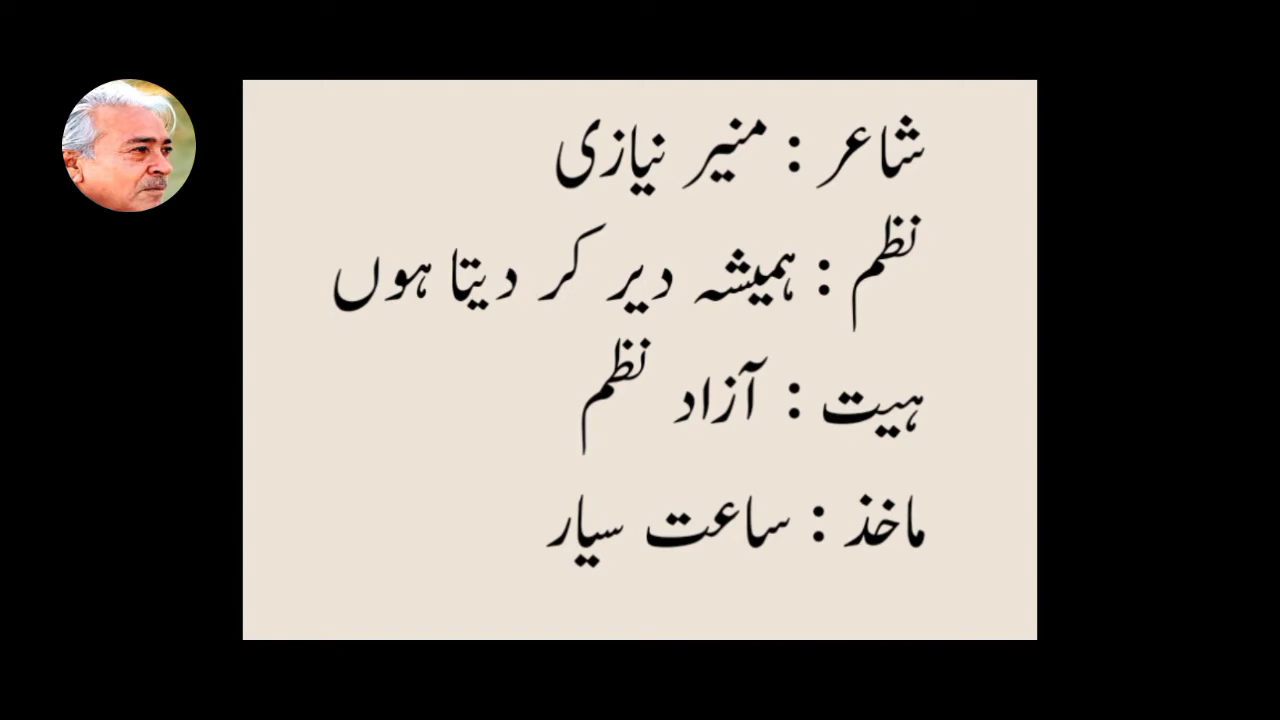 شاعر : منیر نیازی
نظم : ہمیشہ دیر کر دیتا ہوں
ہیت : آزاد نظم
ماخذ : ساعت سیار